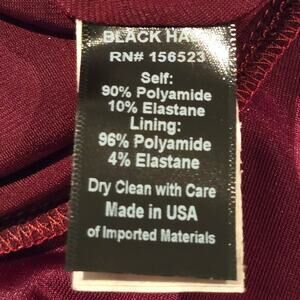 BLACK HA
RN# 156523
Self:
90% Polyamide
10% Elastane
Lining:
96% Polyamide
4% Elastane
Dry Clean with Care
Made in USA
of Imported Materials